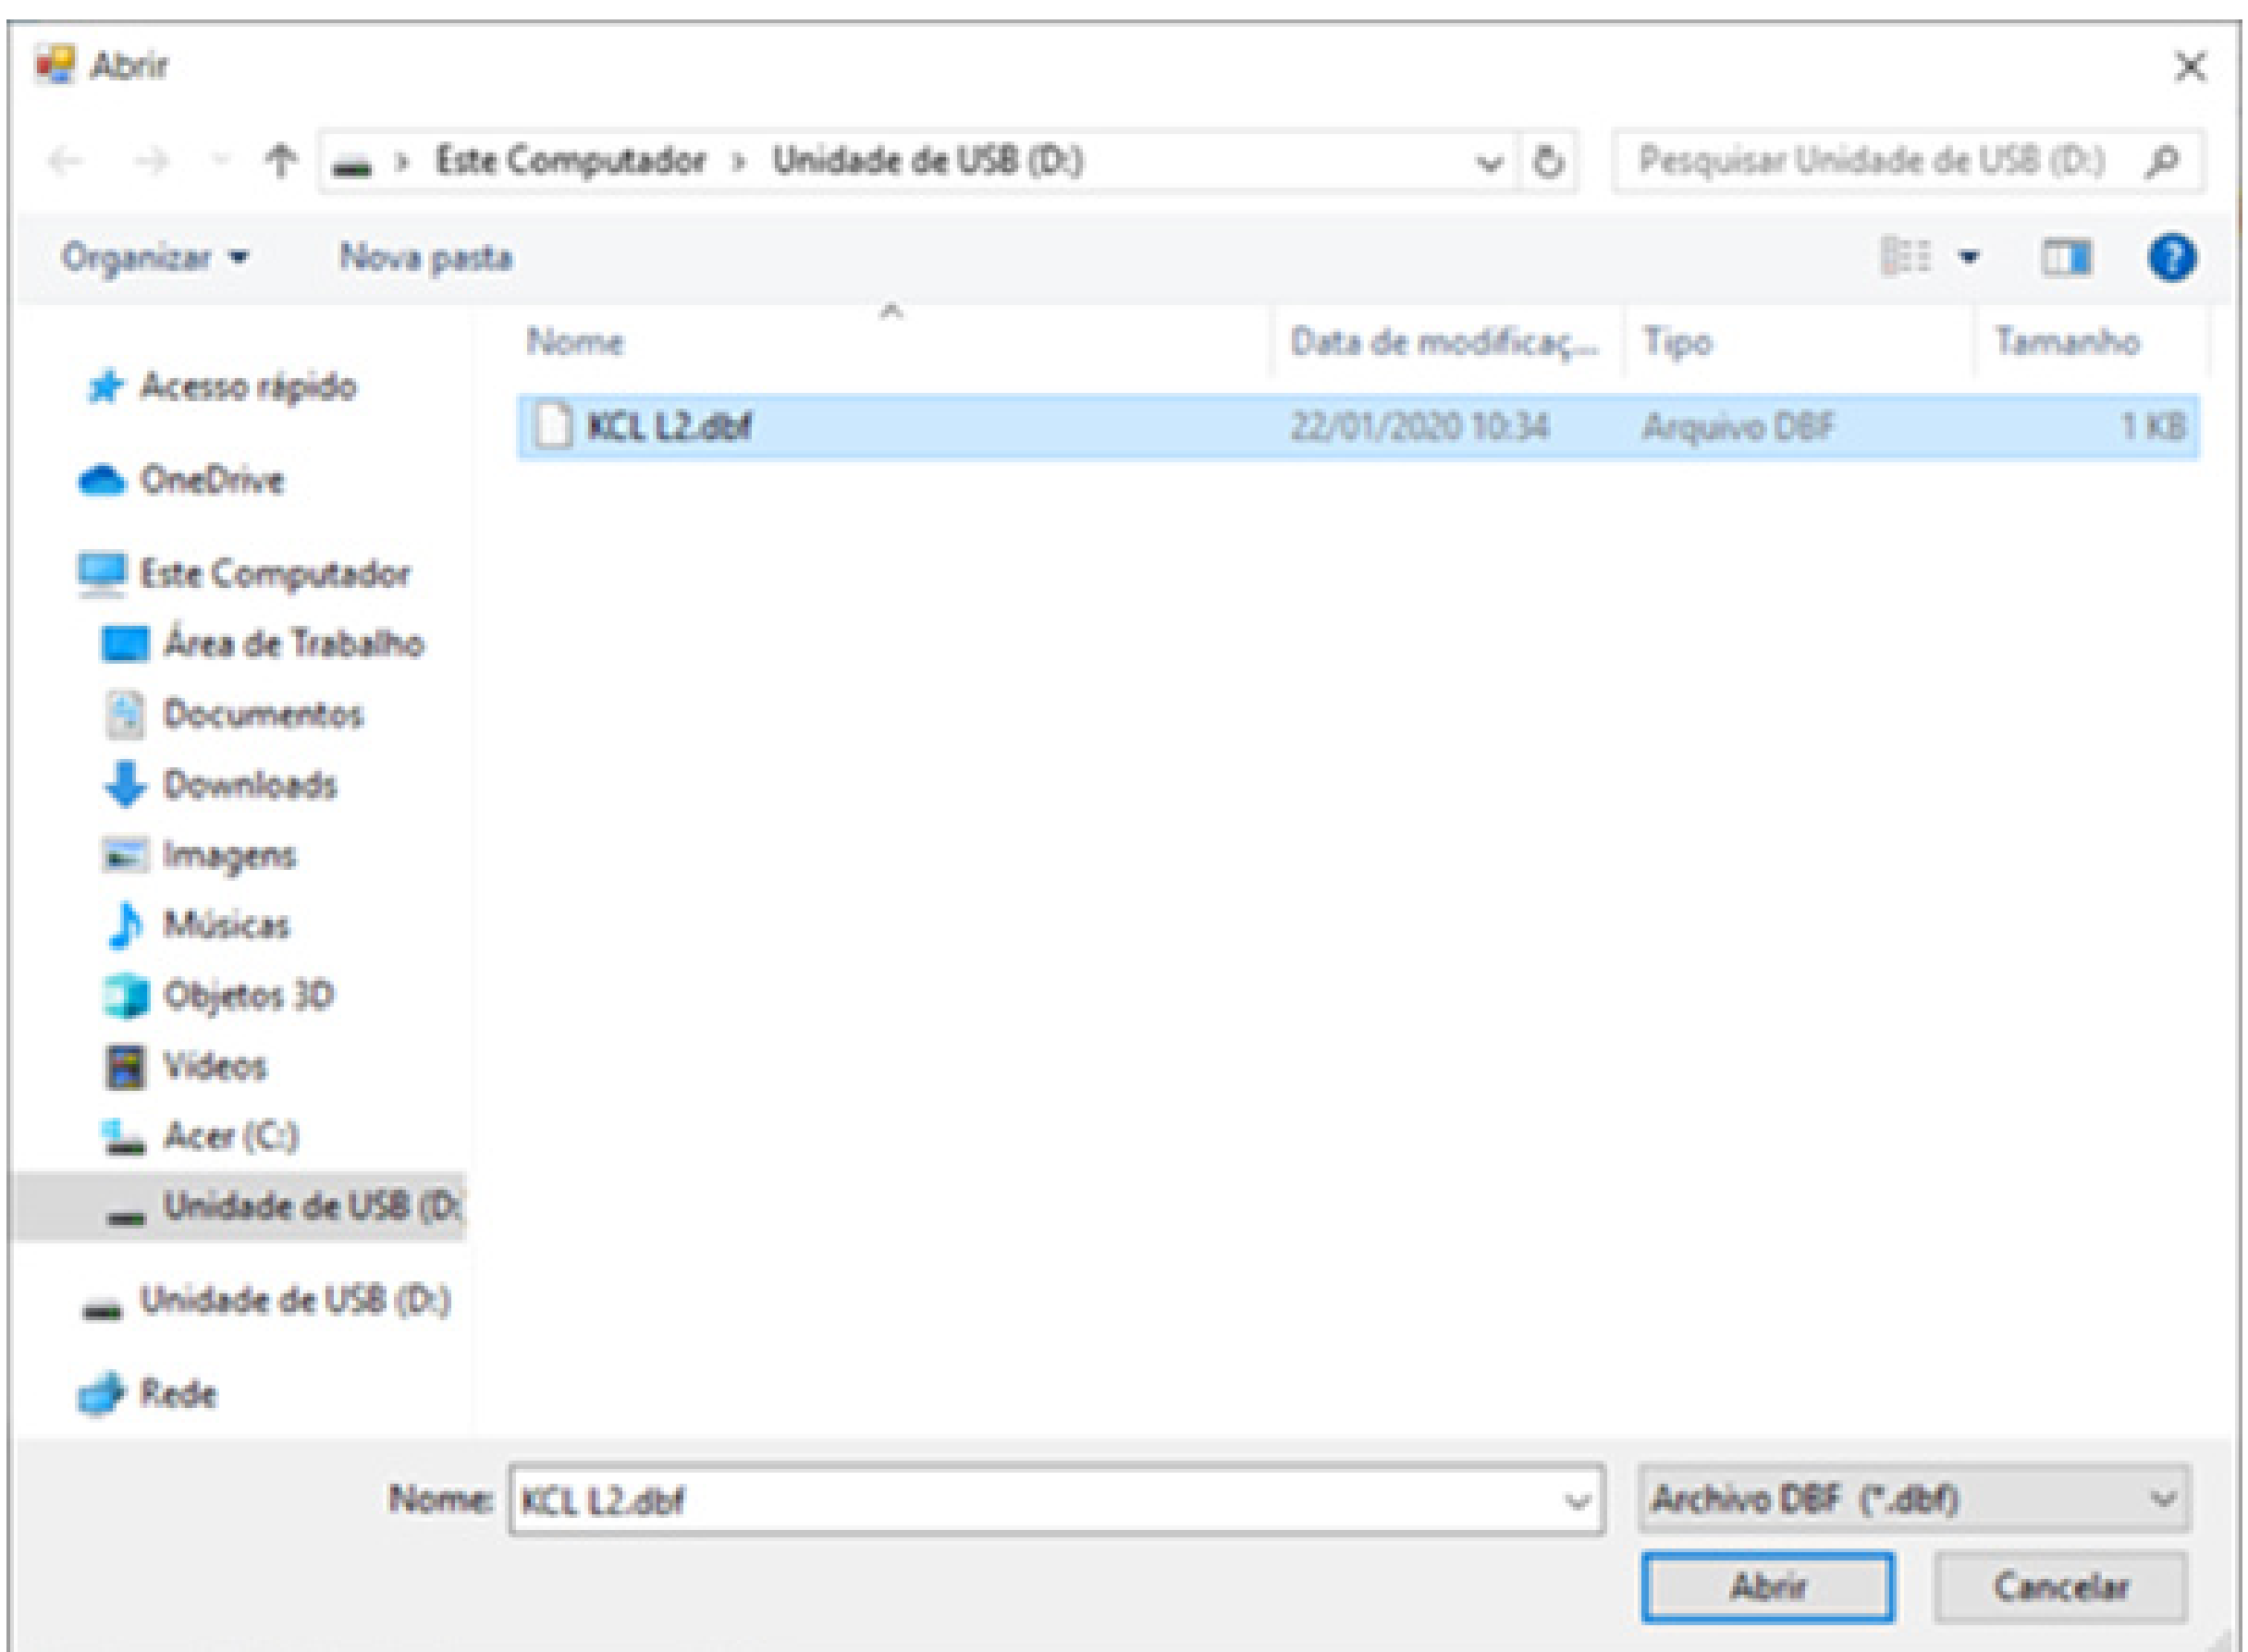 Abrir
Este Computador > Unidade de USB (D:)
Pesquisar Unidade de USB (D:)
Organizar
Nova pasta
Nome
Data de modificaç...
Tipo
Tamanho
KCL L2.dbf
22/01/2020 10:34
Arquivo DBF
1 KB
Acesso rápido
OneDrive
Este Computador
Área de Trabalho
Documentos
Downloads
Imagens
Músicas
Objetos 3D
Vídeos
Acer (C:)
Unidade de USB (D:
Unidade de USB (D:)
Rede
Nome:
KCL L2.dbf
Archivo DBF (*.dbf)
Abrir
Cancelar